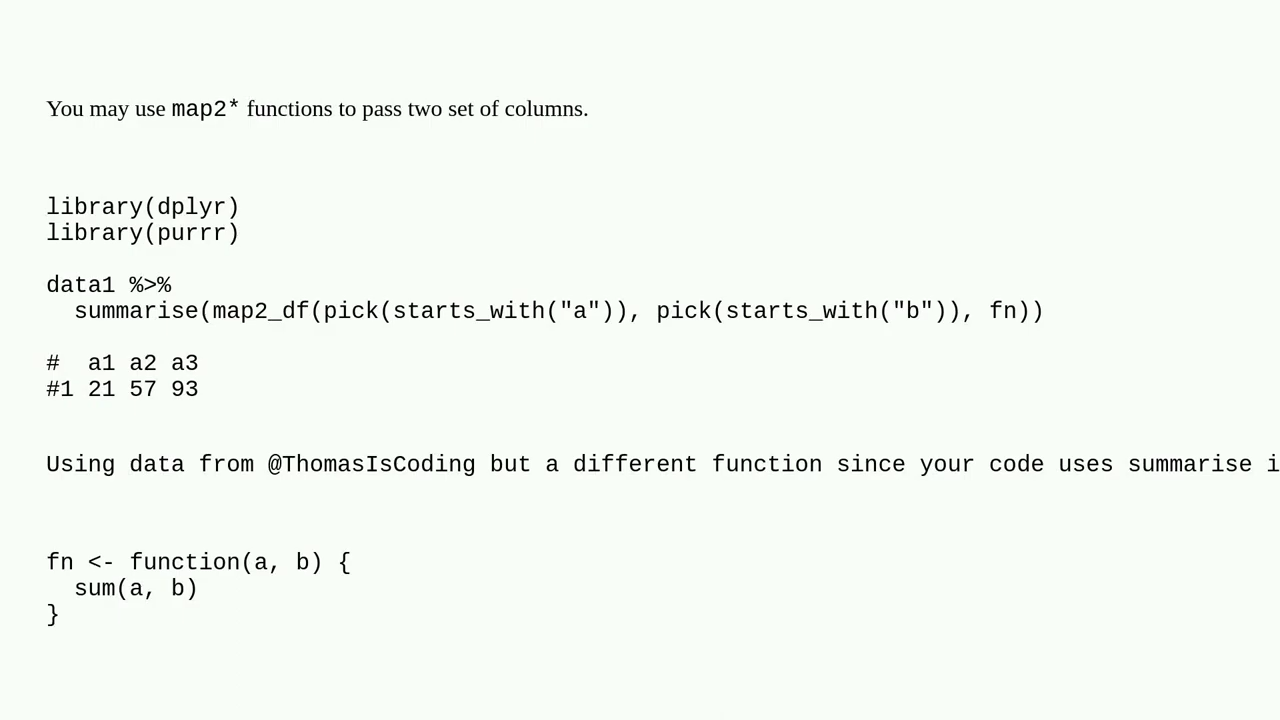 You may use map2* functions to pass two set of columns.
library(dplyr)
library(purrr)
data1 %>%
  summarise(map2_df(pick(starts_with("a")), pick(starts_with("b")), fn))
#  a1 a2 a3
#1 21 57 93
Using data from @ThomasIsCoding but a different function since your code uses summarise
fn <- function(a, b) {
  sum(a, b)
}